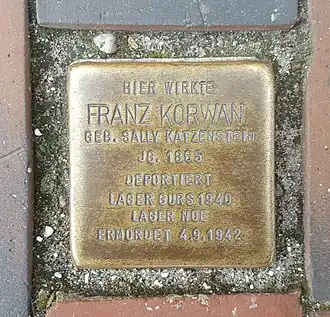 HIER WIRKTE
FRANZ KORWAN
GEB. SALLY KATZENSTEIN
JG. 1865
DEPORTIERT
LAGER GURS 1940
LAGER NOE
ERMORDET 4.9.1942